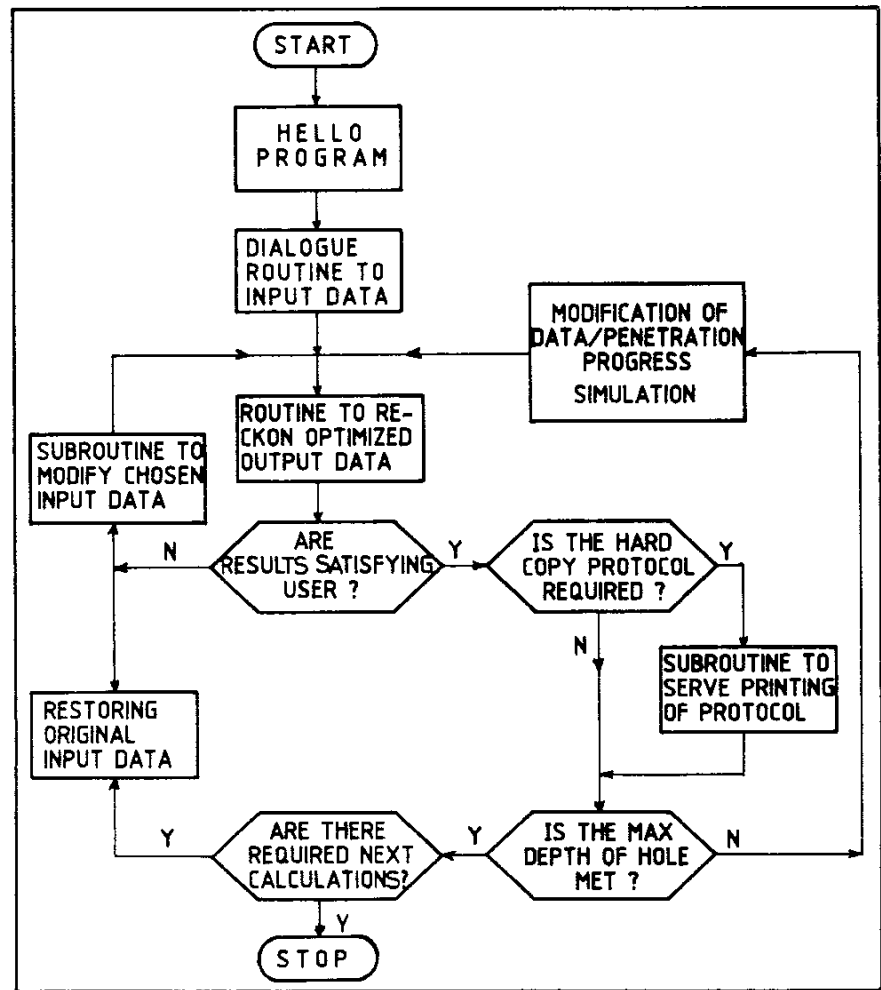 START
HELLO
PROGRAM
DIALOGUE
ROUTINE TO
INPUT DATA
MODIFICATION OF
DATA/PENETRATION
PROGRESS
SIMULATION
ROUTINE TO RE-
CKON OPTIMIZED
OUTPUT DATA
SUBROUTINE TO
MODIFY CHOSEN
INPUT DATA
N
ARE
RESULTS SATISFYING
USER ?
Y
IS THE HARD
COPY PROTOCOL
REQUIRED ?
Y
N
SUBROUTINE TO
SERVE PRINTING
OF PROTOCOL
RESTORING
ORIGINAL
INPUT DATA
Y
ARE THERE
REQUIRED NEXT
CALCULATIONS?
Y
IS THE MAX
DEPTH OF HOLE
MET ?
N
Y
STOP